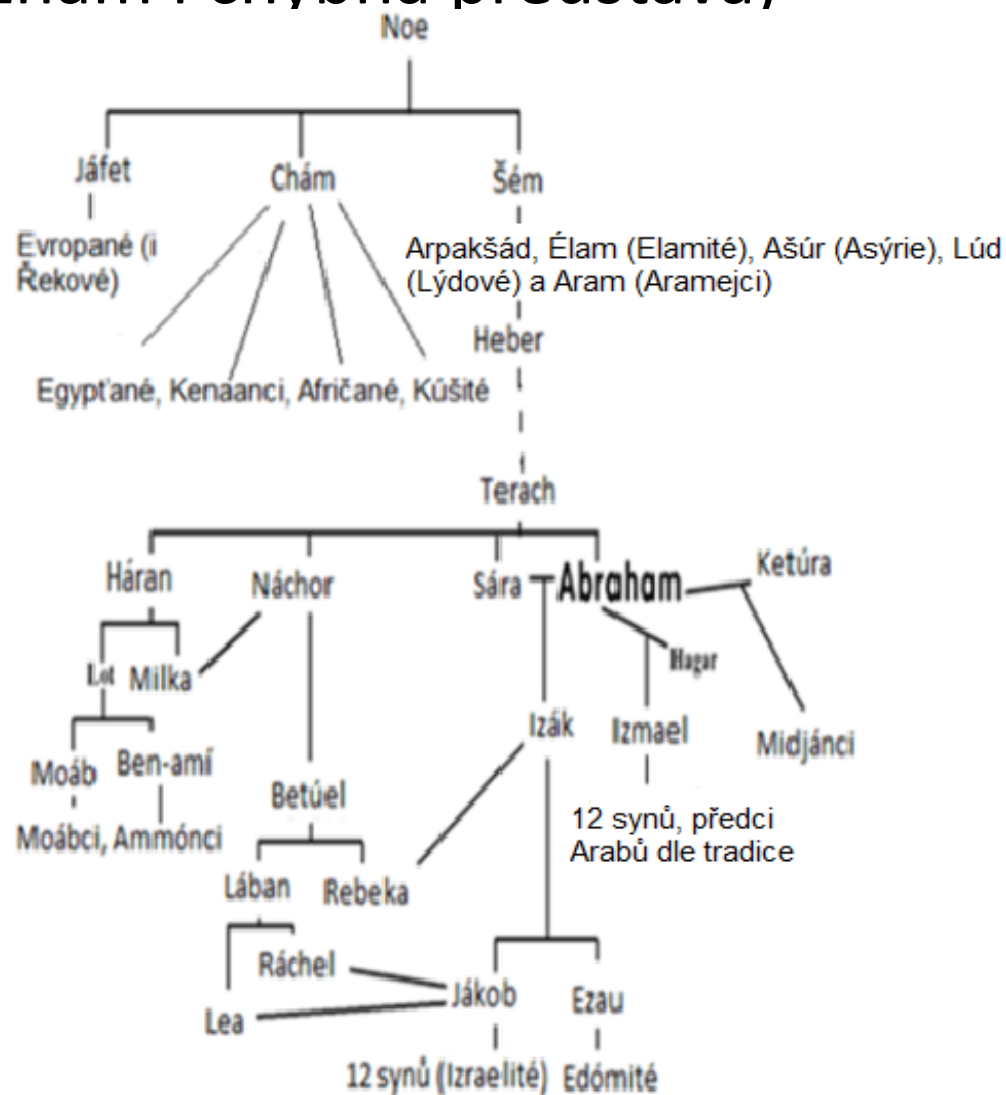 Noe
Jáfet
Chám
Šém
Evropané (i
Řekové)
Arpakšád, Élam (Elamité), Ašúr (Asýrie), Lúd
(Lýdové) a Aram (Aramejci)
Heber
Egypťané, Kenaanci, Afričané, Kúšité
Terach
Háran
Náchor
Sára
Abraham
Ketúra
Lot
Milka
Hagar
Izák
Izmael
Midjánci
Moáb
Ben-amí
Betúel
Moábci, Ammónci
12 synů, předci
Arabů dle tradice
Lában
Rebeka
Ráchel
Lea
Jákob
Ezau
12 synů (Izraelité)
Edómité